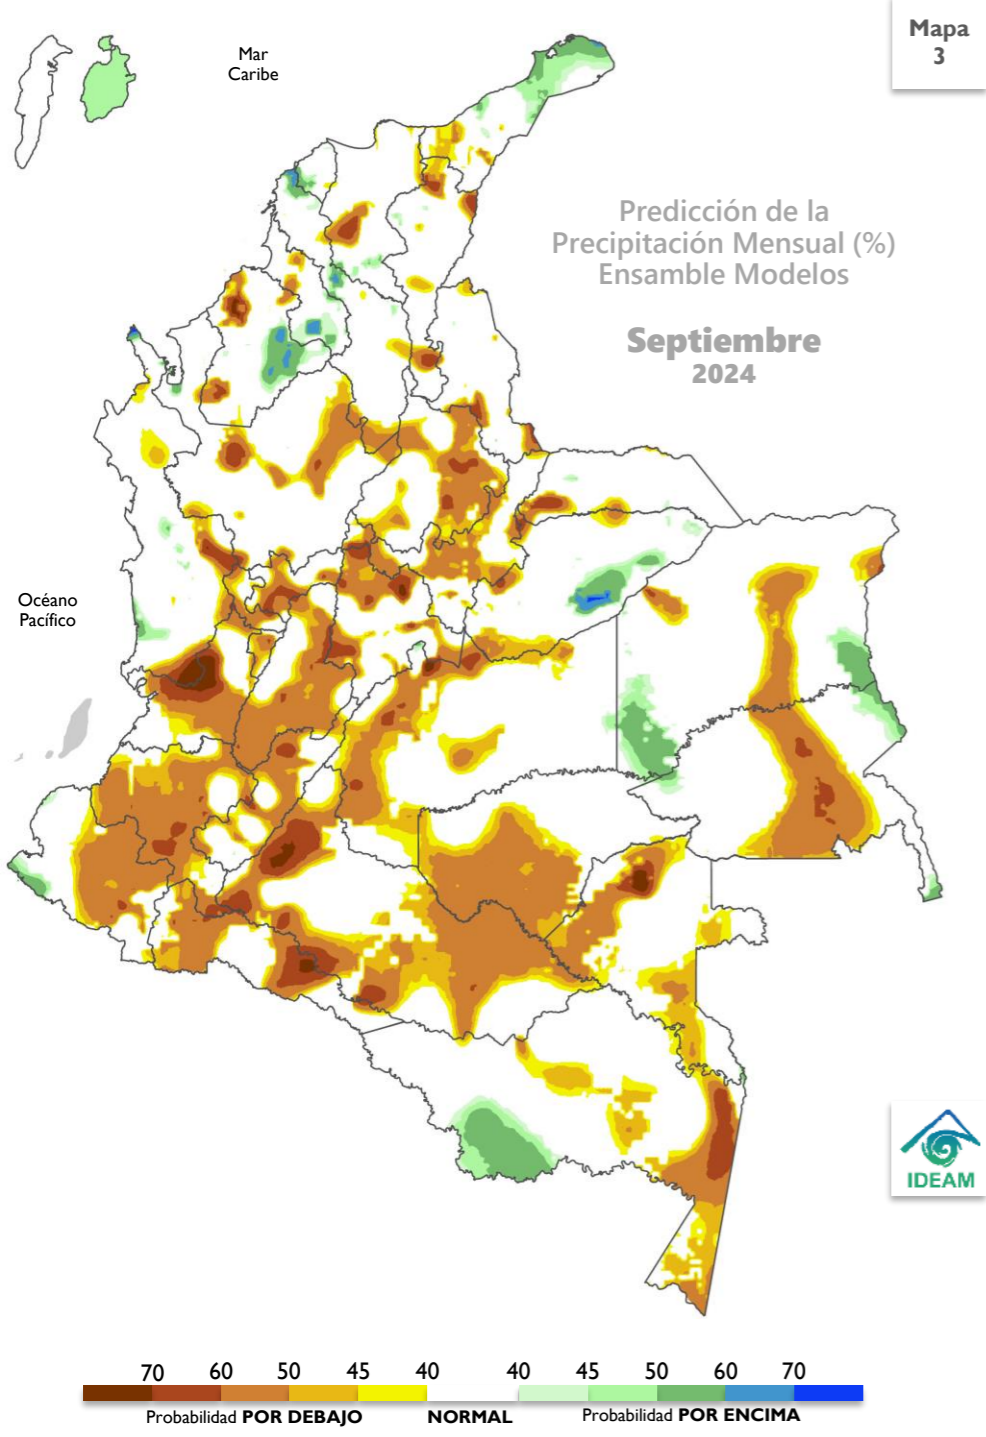 Mapa
3
Mar
Caribe
Predicción de la
Precipitación Mensual (%)
Ensamble Modelos
Septiembre
2024
Océano
Pacífico
IDEAM
70 60 50 45 40 40 45 50 60 70
Probabilidad POR DEBAJO NORMAL Probabilidad POR ENCIMA